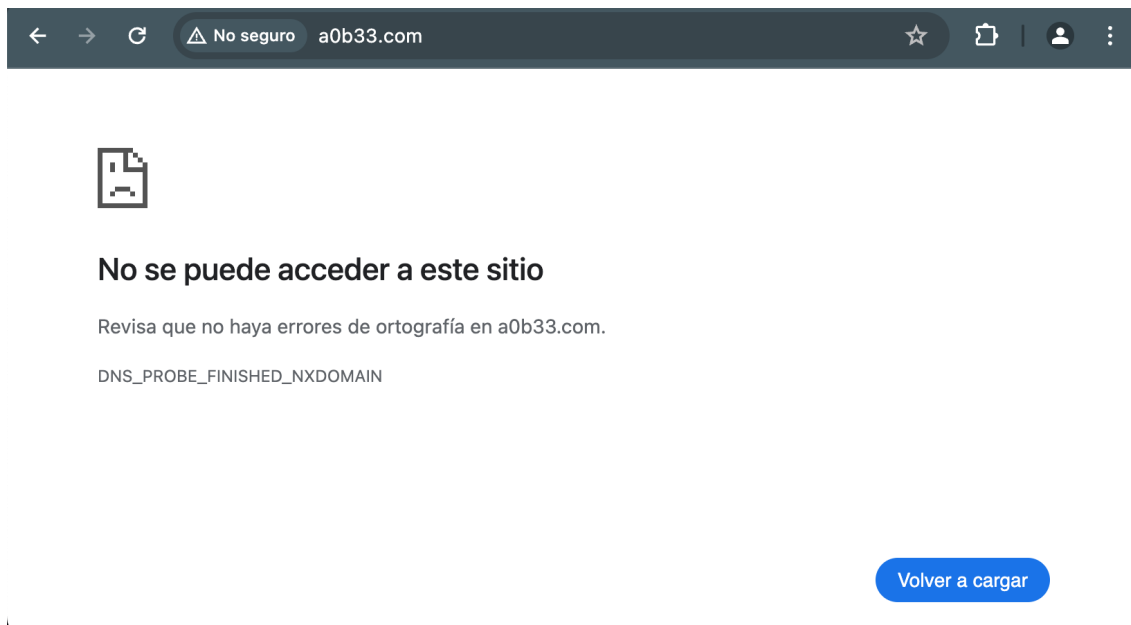 No seguro a0b33.com
No se puede acceder a este sitio
Revisa que no haya errores de ortografía en a0b33.com.
DNS_PROBE_FINISHED_NXDOMAIN
Volver a cargar